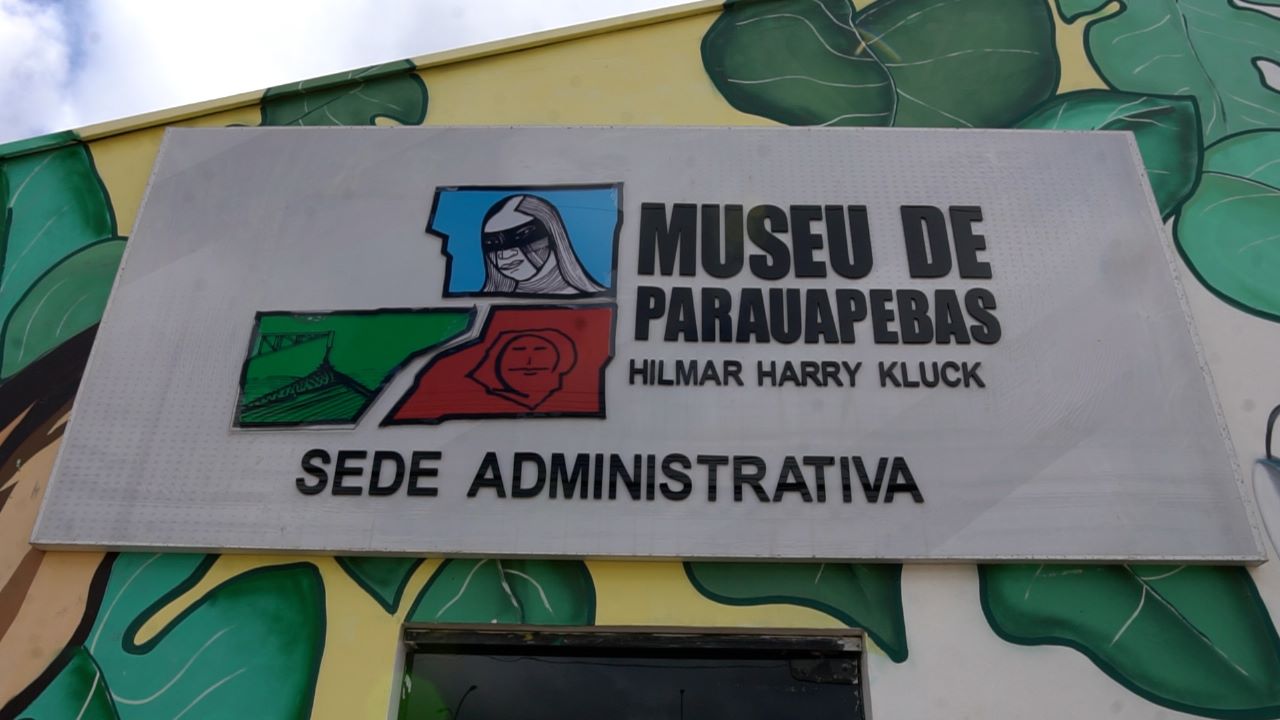 MUSEU DE
PARAUAPEBAS
HILMAR HARRY KLUCK
SEDE ADMINISTRATIVA